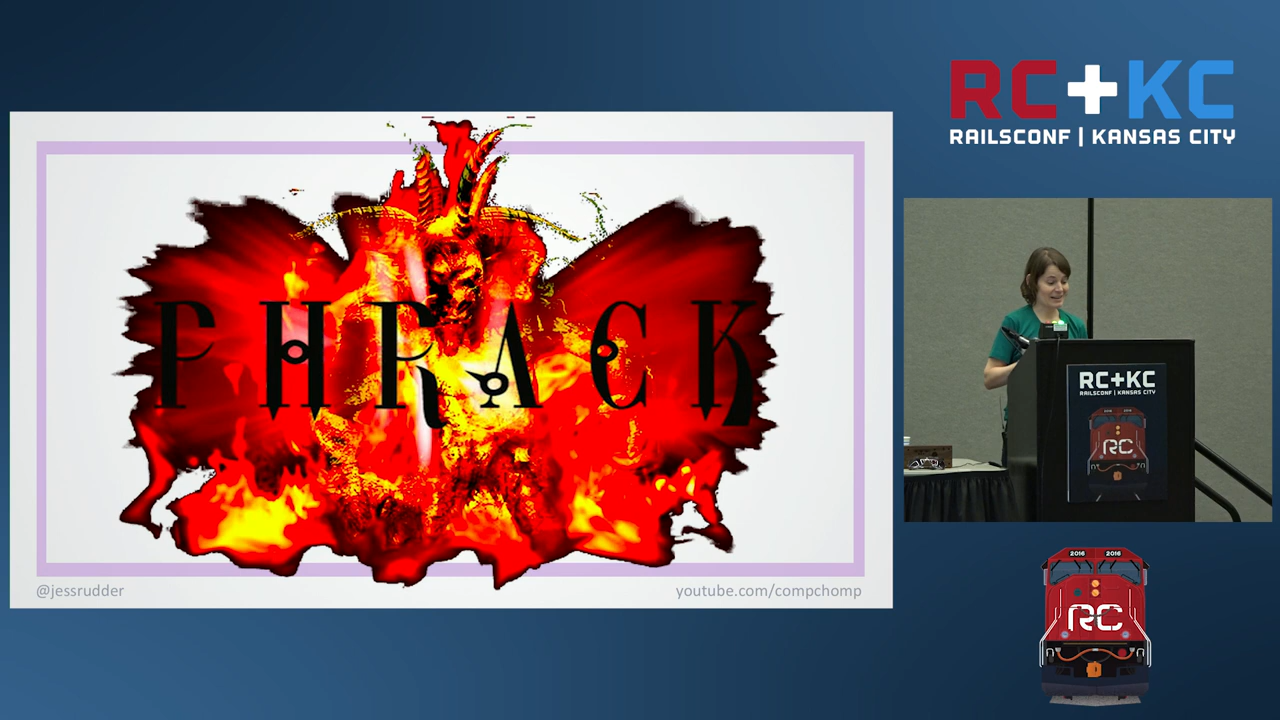 PHRACK
@jessrudder
youtube.com/compchomp
RC+KC
RAILSCONF | KANSAS CITY
RC+KC
RAILSCONF | KANSAS CITY
RC
2016 2016
RC